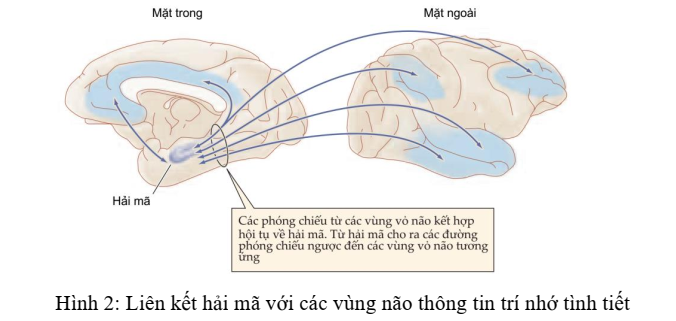 Mặt trong
Mặt ngoài
Hải mã
Các phóng chiếu từ các vùng vỏ não kết hợp
hội tụ về hải mã. Từ hải mã cho ra các đường
phóng chiếu ngược đến các vùng vỏ não tương
ứng
Hình 2: Liên kết hải mã với các vùng não thông tin trí nhớ tình tiết